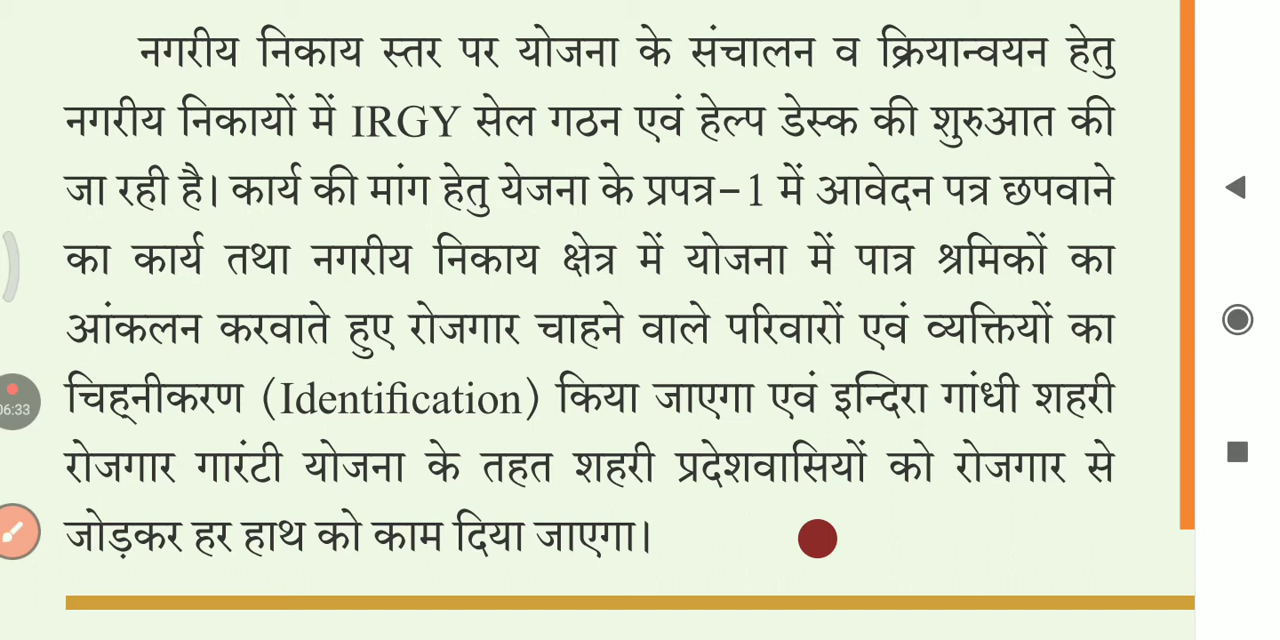 नगरीय निकाय स्तर पर योजना के संचालन व क्रियान्वयन हेतु
नगरीय निकायों में IRGY सेल गठन एवं हेल्प डेस्क की शुरुआत की
जा रही है। कार्य की मांग हेतु येजना के प्रपत्र-1 में आवेदन पत्र छपवाने
का कार्य तथा नगरीय निकाय क्षेत्र में योजना में पात्र श्रमिकों का
आंकलन करवाते हुए रोजगार चाहने वाले परिवारों एवं व्यक्तियों का
चिह्नीकरण (Identification) किया जाएगा एवं इन्दिरा गांधी शहरी
रोजगार गारंटी योजना के तहत शहरी प्रदेशवासियों को रोजगार से
जोड़कर हर हाथ को काम दिया जाएगा।
06:33